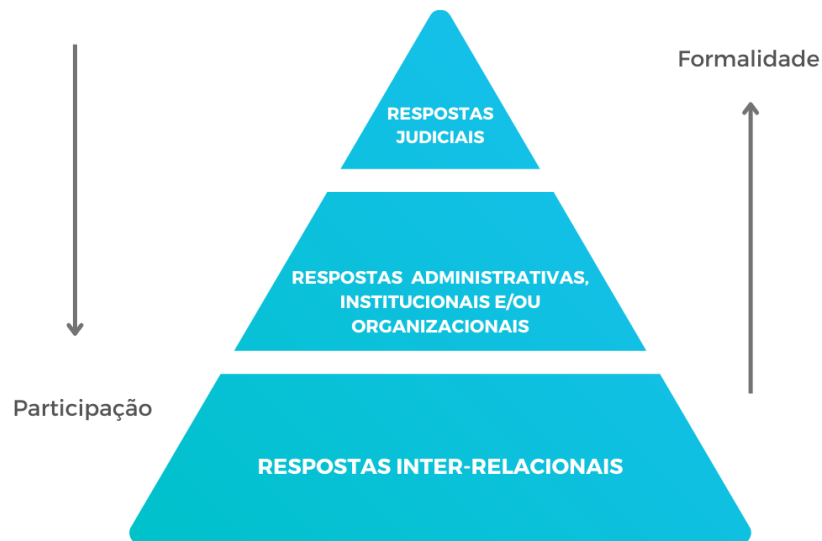 Formalidade
RESPOSTAS
JUDICIAIS
RESPOSTAS ADMINISTRATIVAS,
INSTITUCIONAIS E/OU
ORGANIZACIONAIS
Participação
RESPOSTAS INTER-RELACIONAIS